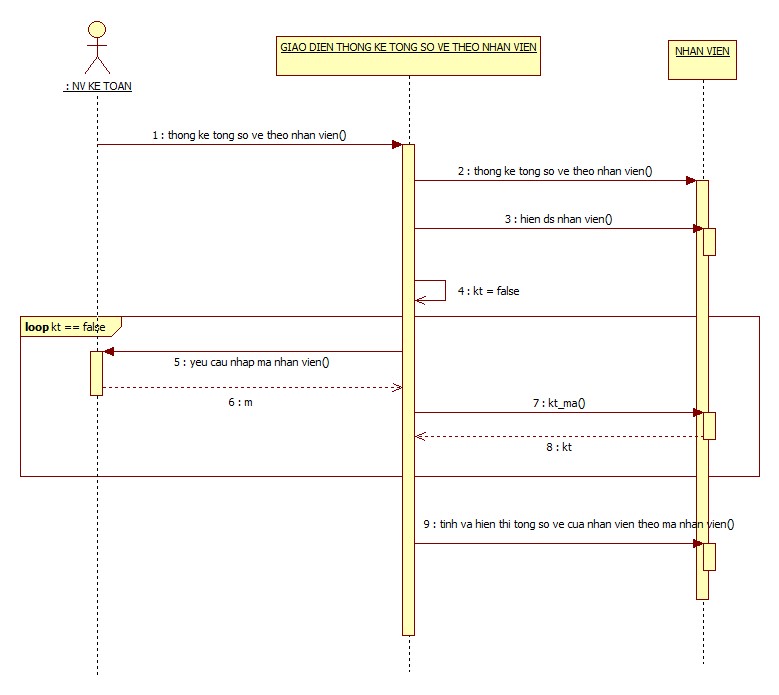 GIAO DIEN THONG KE TONG SO VE THEO NHAN VIEN
NHAN VIEN
: NV KE TOAN
1 : thong ke tong so ve theo nhan vien()
2 : thong ke tong so ve theo nhan vien()
3 : hien ds nhan vien()
4 : kt = false
loop kt == false
5 : yeu cau nhap ma nhan vien()
6 : m
7 : kt_ma()
8 : kt
9 : tinh va hien thi tong so ve cua nhan vien theo ma nhan vien()